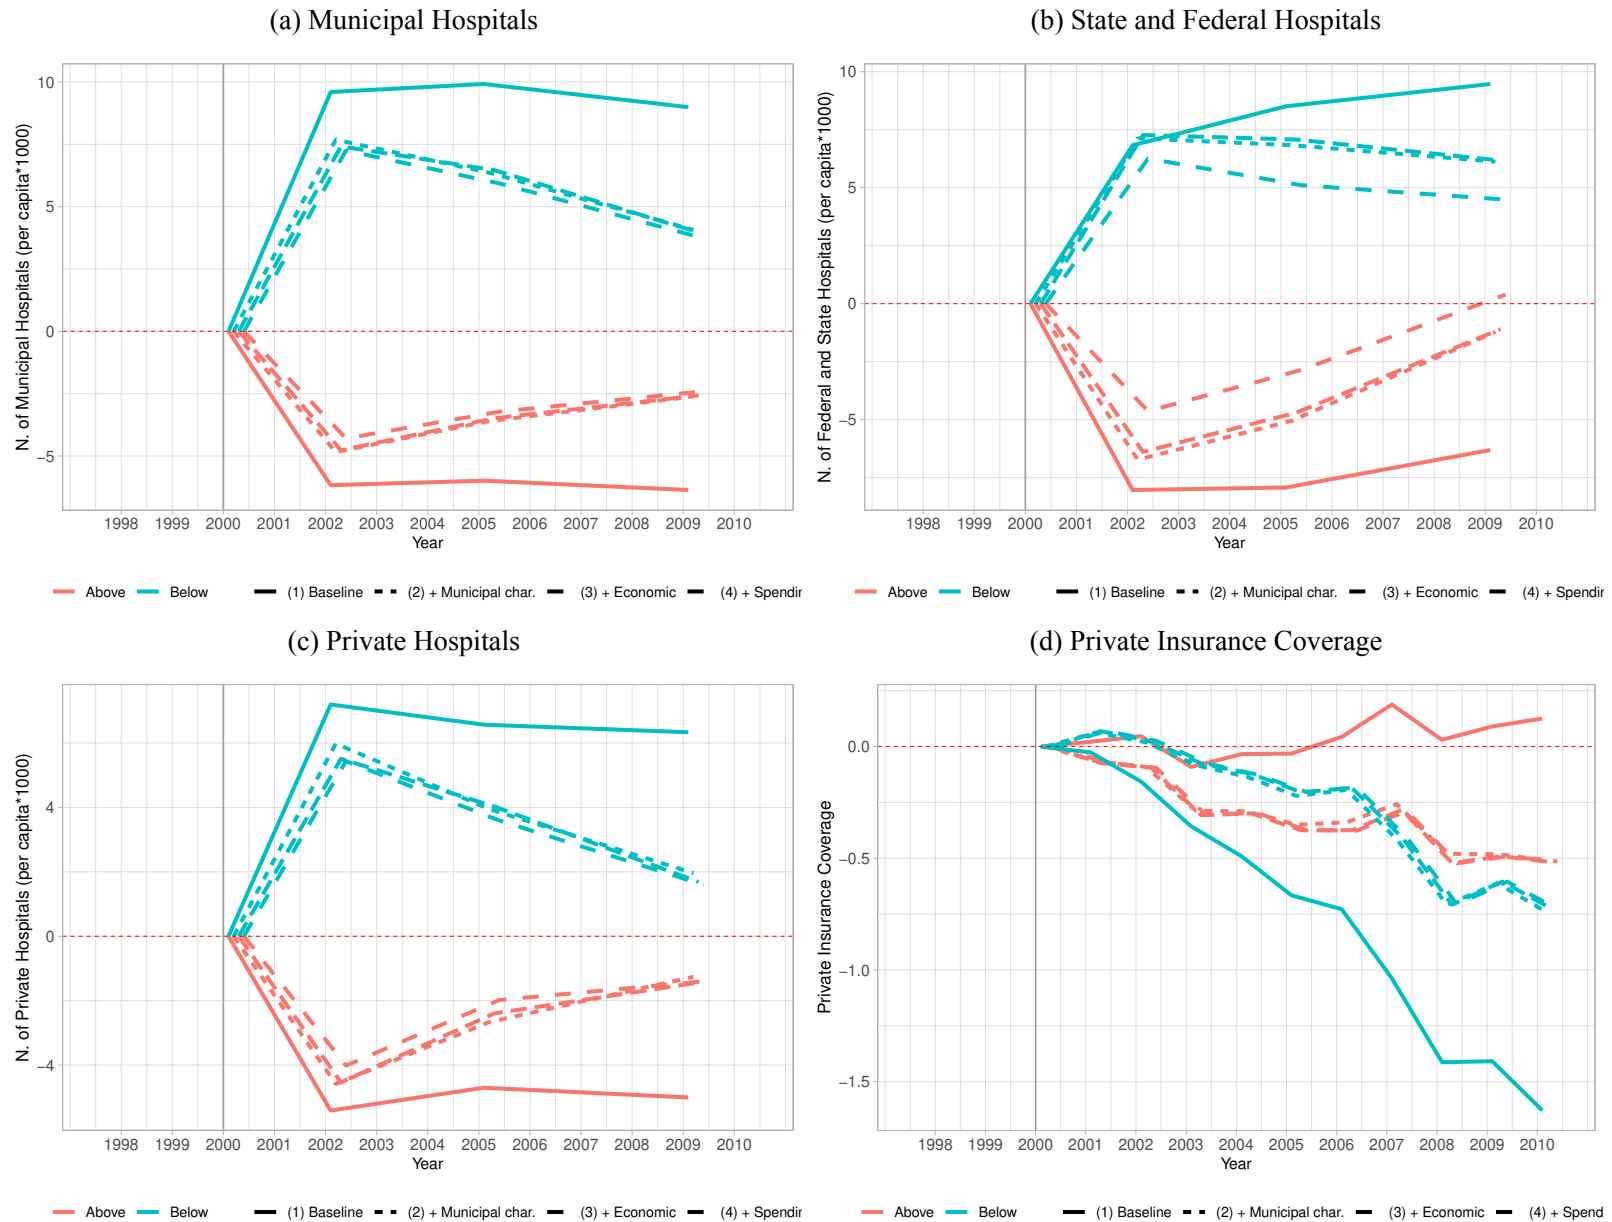 (a) Municipal Hospitals
N. of Municipal Hospitals (per capita*1000)
10
5
0
−5
1998 1999 2000 2001 2002 2003 2004 2005 2006 2007 2008 2009 2010
Year
Above Below (1) Baseline (2) + Municipal char. (3) + Economic (4) + Spendin
(b) State and Federal Hospitals
N. of Federal and State Hospitals (per capita*1000)
10
5
0
−5
1998 1999 2000 2001 2002 2003 2004 2005 2006 2007 2008 2009 2010
Year
Above Below (1) Baseline (2) + Municipal char. (3) + Economic (4) + Spendin
(c) Private Hospitals
N. of Private Hospitals (per capita*1000)
4
0
−4
1998 1999 2000 2001 2002 2003 2004 2005 2006 2007 2008 2009 2010
Year
Above Below (1) Baseline (2) + Municipal char. (3) + Economic (4) + Spendin
(d) Private Insurance Coverage
Private Insurance Coverage
0.0
−0.5
−1.0
−1.5
1998 1999 2000 2001 2002 2003 2004 2005 2006 2007 2008 2009 2010
Year
Above Below (1) Baseline (2) + Municipal char. (3) + Economic (4) + Spend